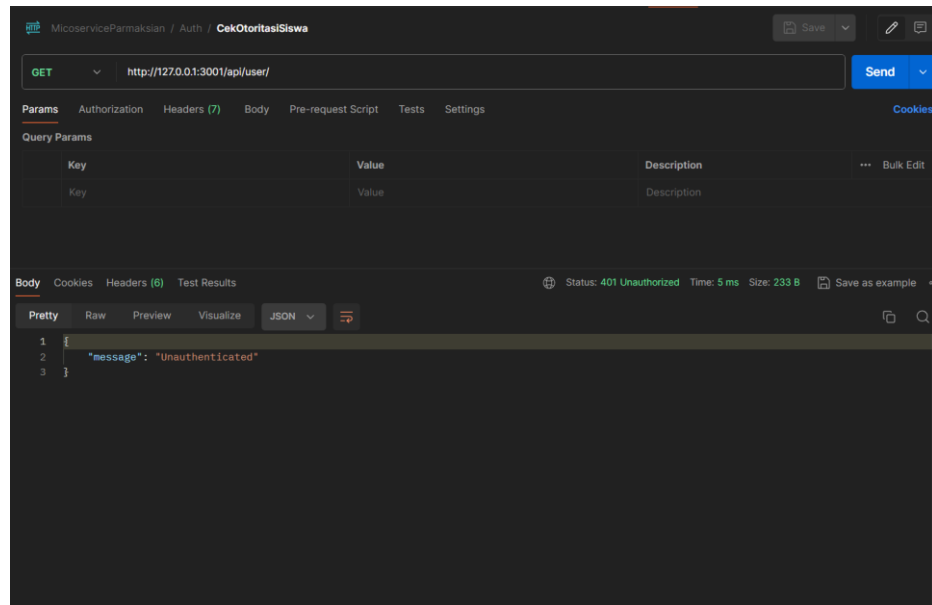 HTTP MicoserviceParmaksian / Auth / CekOtoritasiSiswa Save
GET http://127.0.0.1:3001/api/user/ Send
Params Authorization Headers (7) Body Pre-request Script Tests Settings Cookies
Query Params
Key Value Description ••• Bulk Edit
Key Value Description
Body Cookies Headers (6) Test Results Status: 401 Unauthorized Time: 5 ms Size: 233 B Save as example
Pretty Raw Preview Visualize JSON
1 {
2 "message": "Unauthenticated"
3 }